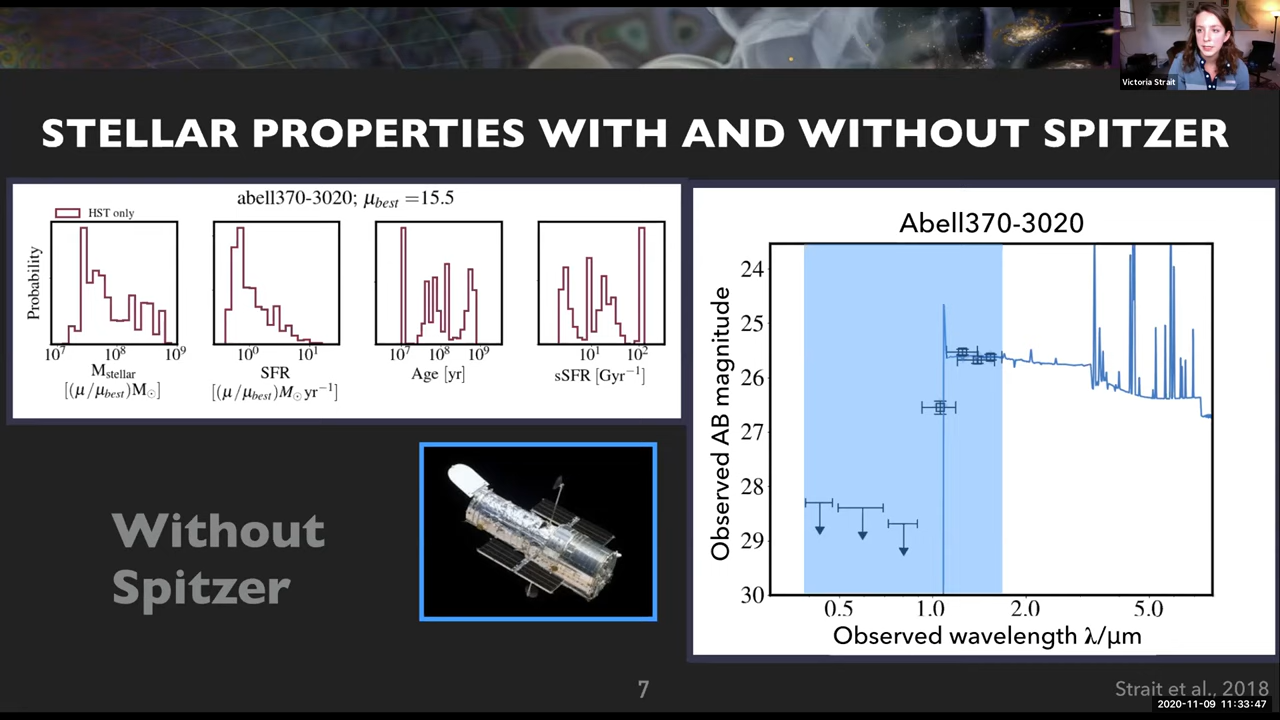 Victoria Strait
STELLAR PROPERTIES WITH AND WITHOUT SPITZER
abell370-3020; μbest =15.5
HST only
Probability
10⁷ 10⁸ 10⁹
Mstellar
[(μ/μbest)M⊙]
10⁰ 10¹
SFR
[(μ/μbest)M⊙yr⁻¹]
10⁷ 10⁸ 10⁹
Age [yr]
10¹ 10²
sSFR [Gyr⁻¹]
Abell370-3020
Observed AB magnitude
24
25
26
27
28
29
30
0.5 1.0 2.0 5.0
Observed wavelength λ/μm
Without
Spitzer
7
Strait et al., 2018
2020-11-09 11:33:47